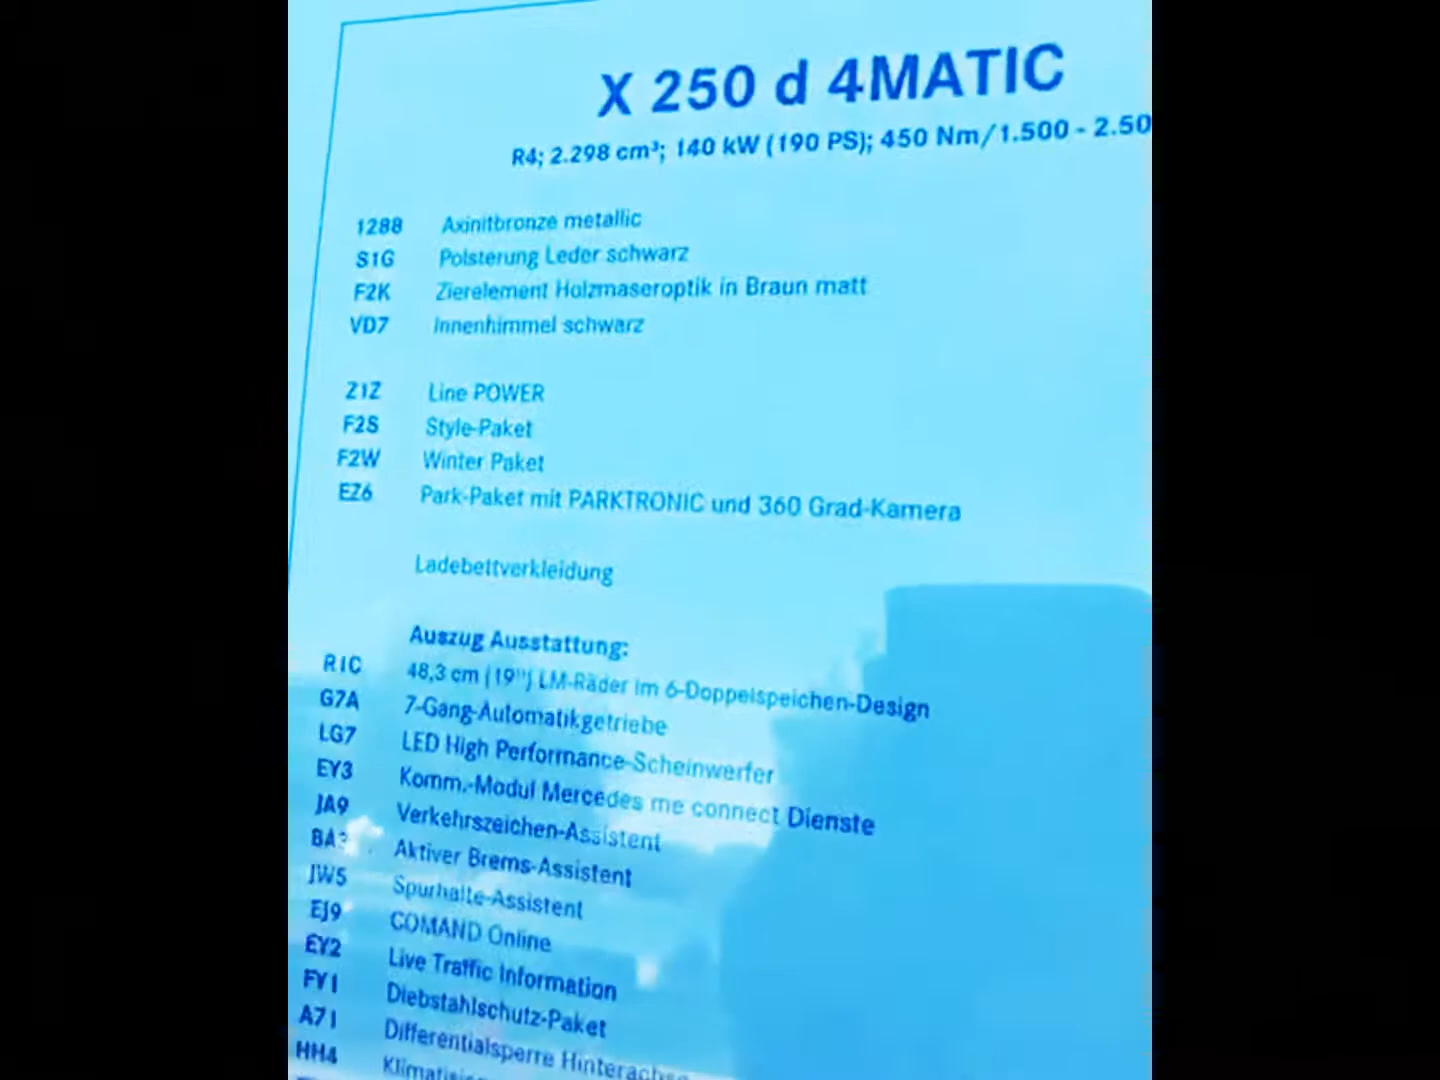 X 250 d 4MATIC
R4; 2.298 cm³; 140 kW (190 PS); 450 Nm/1.500 - 2.50
1288 Axinitbronze metallic
S1G Polsterung Leder schwarz
F2K Zierelement Holzmaseroptik in Braun matt
VD7 Innenhimmel schwarz
Z1Z Line POWER
F2S Style-Paket
F2W Winter Paket
EZ6 Park-Paket mit PARKTRONIC und 360 Grad-Kamera
Ladebettverkleidung
Auszug Ausstattung:
R1C 48,3 cm (19") LM-Räder im 6-Doppelspeichen-Design
G7A 7-Gang-Automatikgetriebe
LG7 LED High Performance-Scheinwerfer
EY3 Komm.-Modul Mercedes me connect Dienste
JA9 Verkehrszeichen-Assistent
Aktiver Brems-Assistent
JW5 Spurhalte-Assistent
EJ9 COMAND Online
EY2 Live Traffic Information
FY1 Diebstahlschutz-Paket
A71 Differentialsperre
HH4